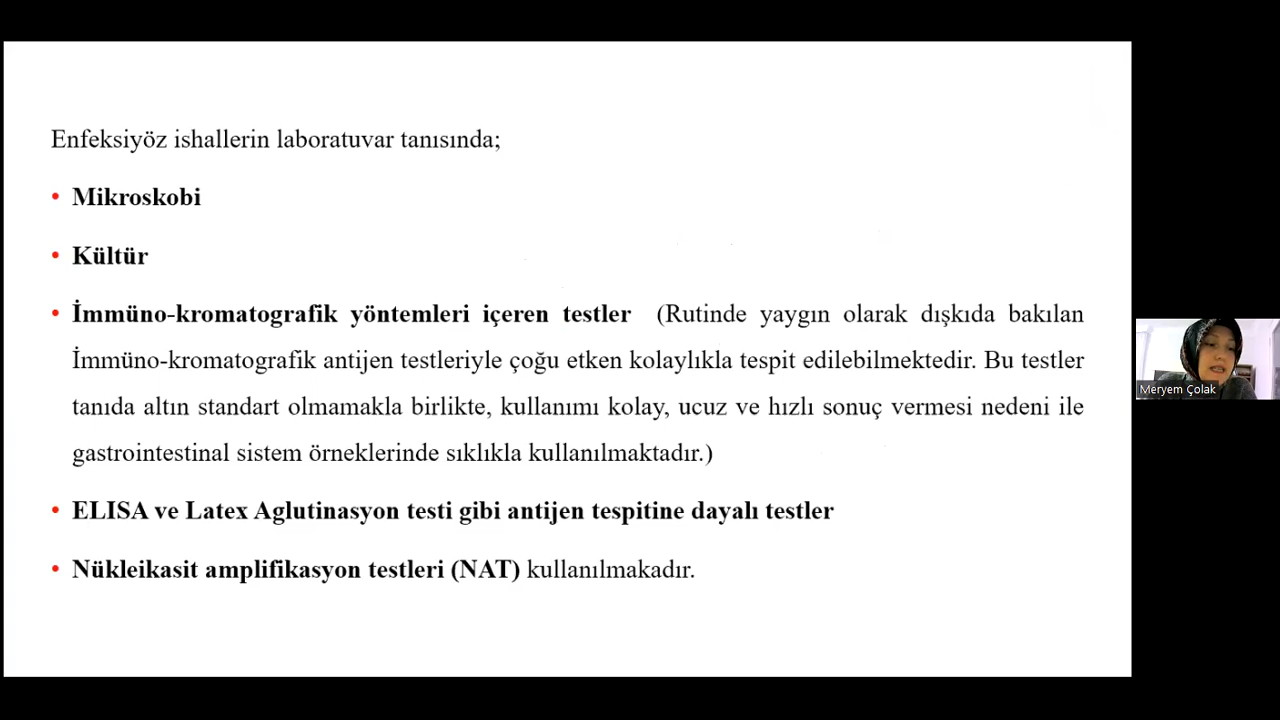 Enfeksiyöz ishallerin laboratuvar tanısında;
• Mikroskobi
• Kültür
• İmmüno-kromatografik yöntemleri içeren testler (Rutinde yaygın olarak dışkıda bakılan
İmmüno-kromatografik antijen testleriyle çoğu etken kolaylıkla tespit edilebilmektedir. Bu testler
tanıda altın standart olmamakla birlikte, kullanımı kolay, ucuz ve hızlı sonuç vermesi nedeni ile
gastrointestinal sistem örneklerinde sıklıkla kullanılmaktadır.)
• ELISA ve Latex Aglutinasyon testi gibi antijen tespitine dayalı testler
• Nükleikasit amplifikasyon testleri (NAT) kullanılmakadır.
Meryem Çolak